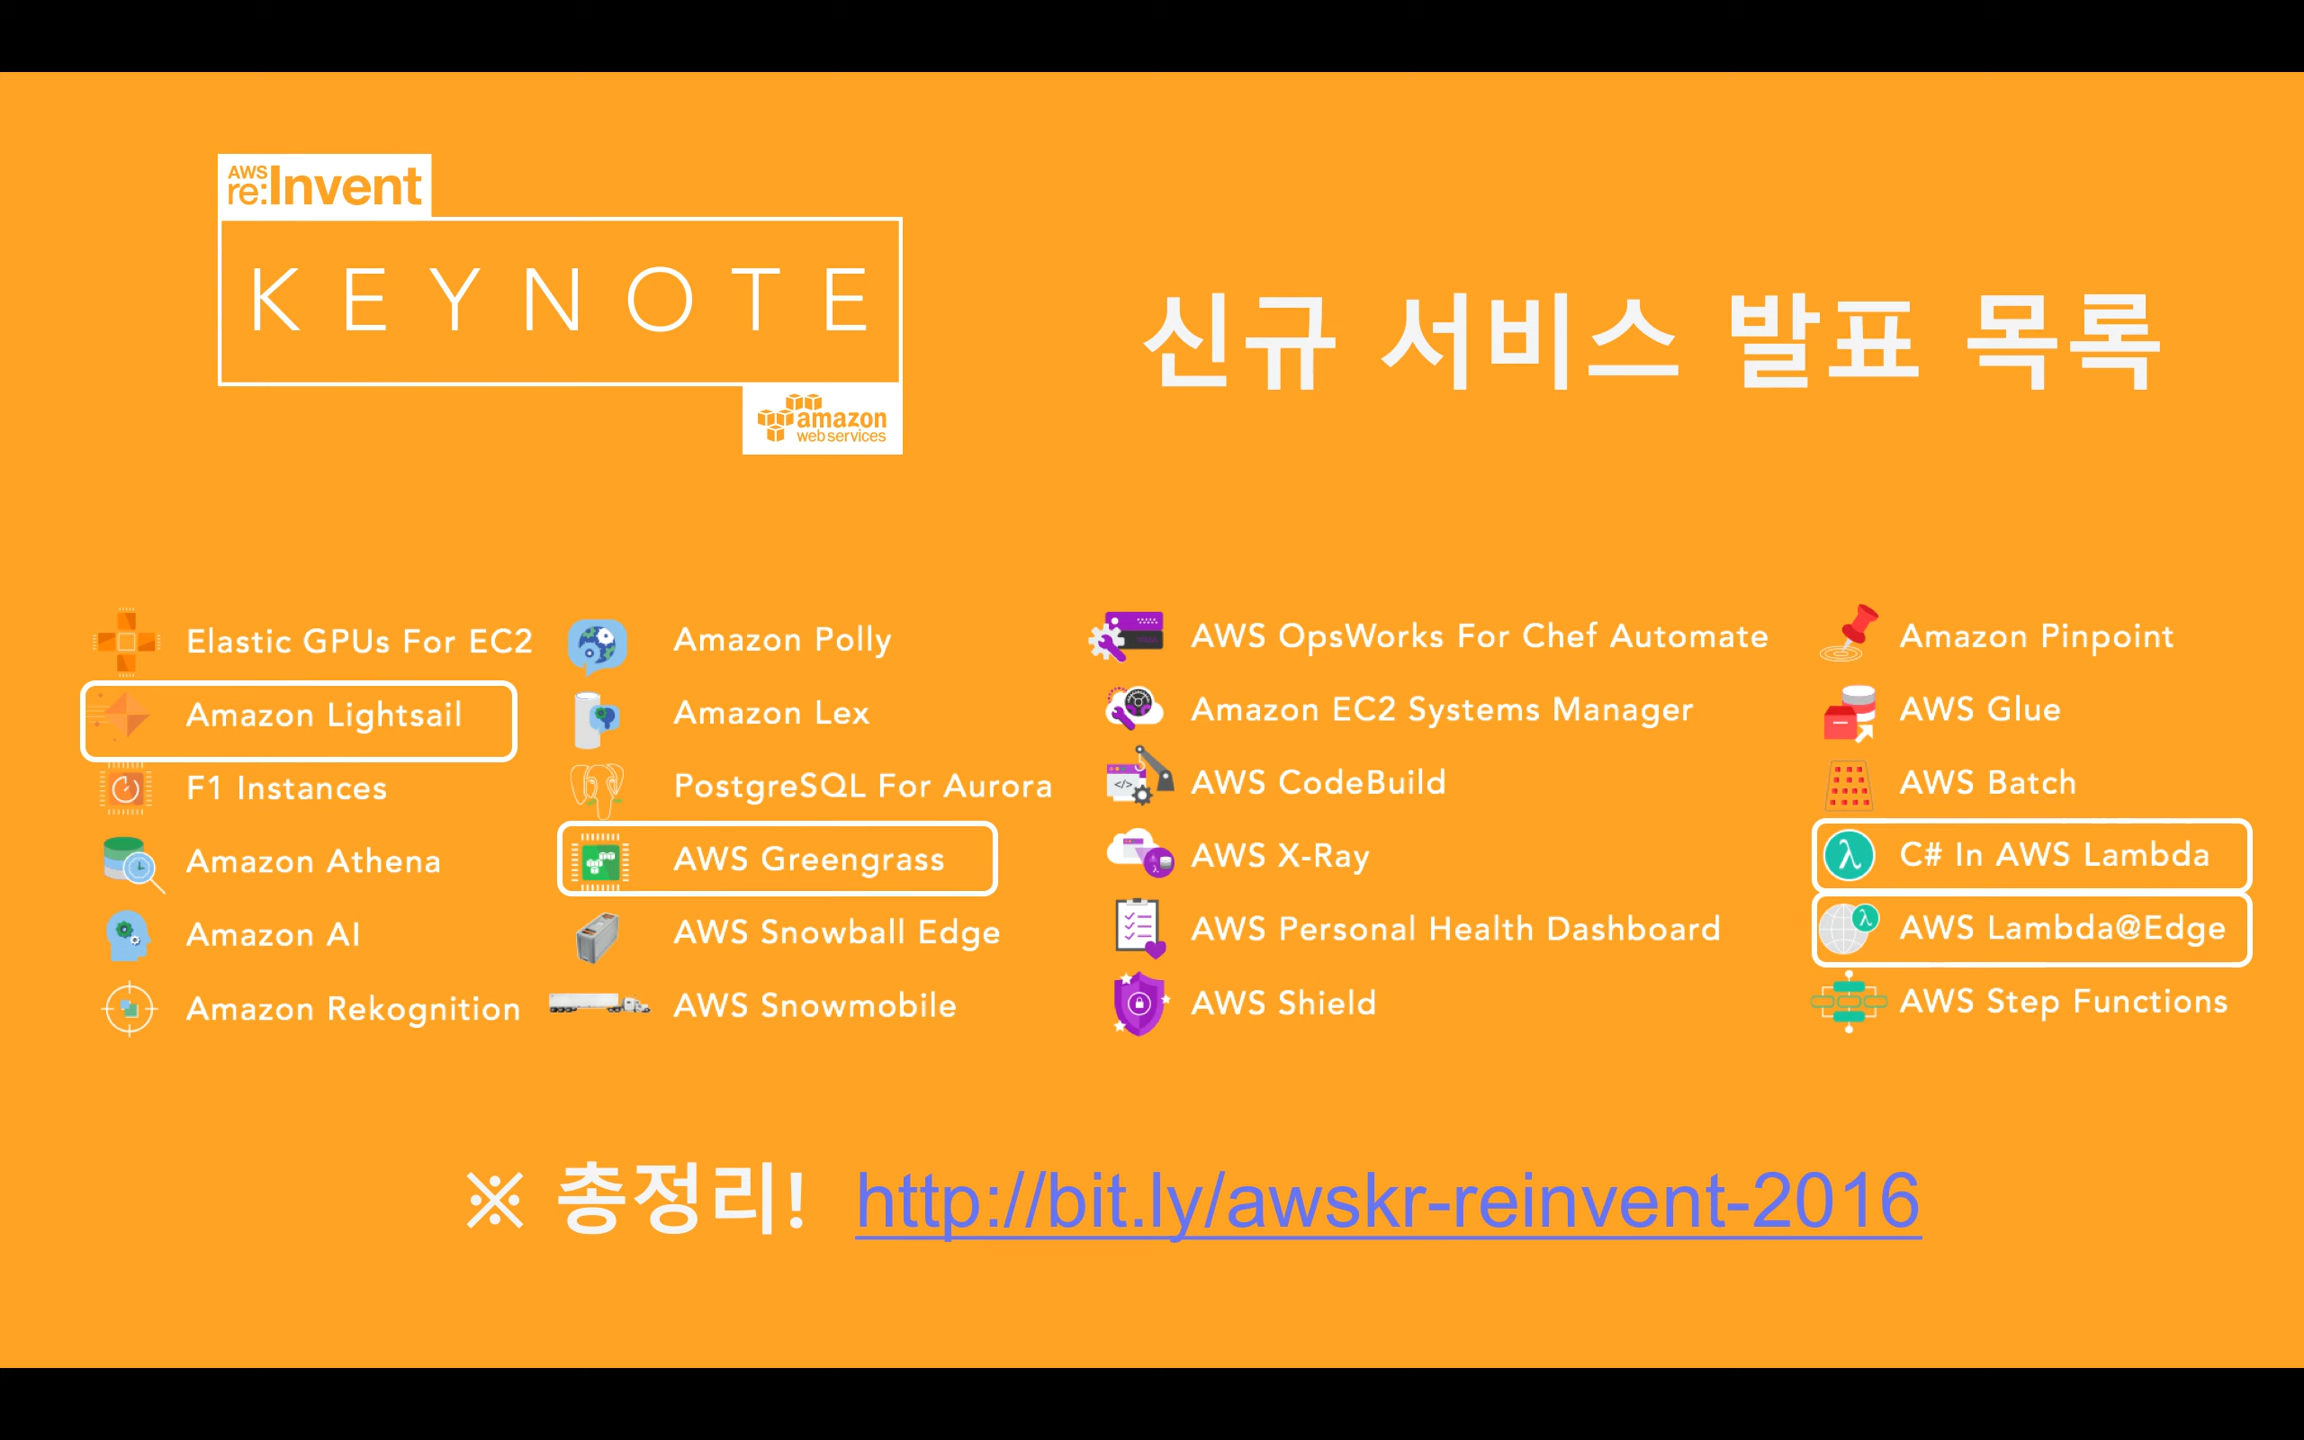 AWS
re:Invent
KEYNOTE
amazon
web services
신규 서비스 발표 목록
Elastic GPUs For EC2
Amazon Lightsail
F1 Instances
Amazon Athena
Amazon AI
Amazon Rekognition
Amazon Polly
Amazon Lex
PostgreSQL For Aurora
AWS Greengrass
AWS Snowball Edge
AWS Snowmobile
AWS OpsWorks For Chef Automate
Amazon EC2 Systems Manager
AWS CodeBuild
AWS X-Ray
AWS Personal Health Dashboard
AWS Shield
Amazon Pinpoint
AWS Glue
AWS Batch
C# In AWS Lambda
AWS Lambda@Edge
AWS Step Functions
※ 총정리! http://bit.ly/awskr-reinvent-2016